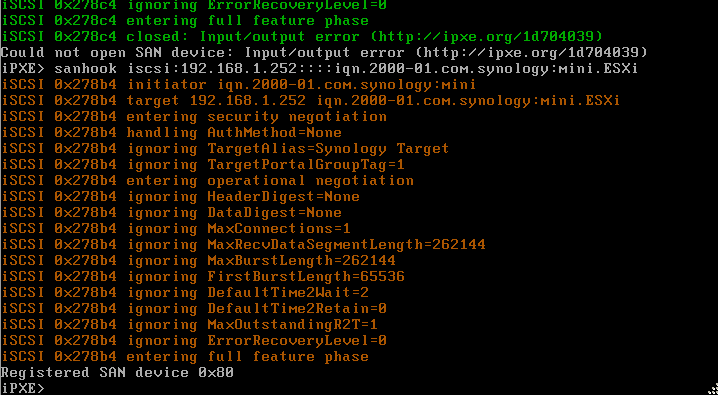 iSCSI 0x278c4 ignoring ErrorRecoveryLevel=0
iSCSI 0x278c4 entering full feature phase
iSCSI 0x278c4 closed: Input/output error (http://ipxe.org/1d704039)
Could not open SAN device: Input/output error (http://ipxe.org/1d704039)
iPXE> sanhook iscsi:192.168.1.252::::iqn.2000-01.com.synology:mini.ESXi
iSCSI 0x278b4 initiator iqn.2000-01.com.synology:mini
iSCSI 0x278b4 target 192.168.1.252 iqn.2000-01.com.synology:mini.ESXi
iSCSI 0x278b4 entering security negotiation
iSCSI 0x278b4 handling AuthMethod=None
iSCSI 0x278b4 ignoring TargetAlias=Synology Target
iSCSI 0x278b4 ignoring TargetPortalGroupTag=1
iSCSI 0x278b4 entering operational negotiation
iSCSI 0x278b4 ignoring HeaderDigest=None
iSCSI 0x278b4 ignoring DataDigest=None
iSCSI 0x278b4 ignoring MaxConnections=1
iSCSI 0x278b4 ignoring MaxRecvDataSegmentLength=262144
iSCSI 0x278b4 ignoring MaxBurstLength=262144
iSCSI 0x278b4 ignoring FirstBurstLength=65536
iSCSI 0x278b4 ignoring DefaultTime2Wait=2
iSCSI 0x278b4 ignoring DefaultTime2Retain=0
iSCSI 0x278b4 ignoring MaxOutstandingR2T=1
iSCSI 0x278b4 ignoring ErrorRecoveryLevel=0
iSCSI 0x278b4 entering full feature phase
Registered SAN device 0x80
iPXE>